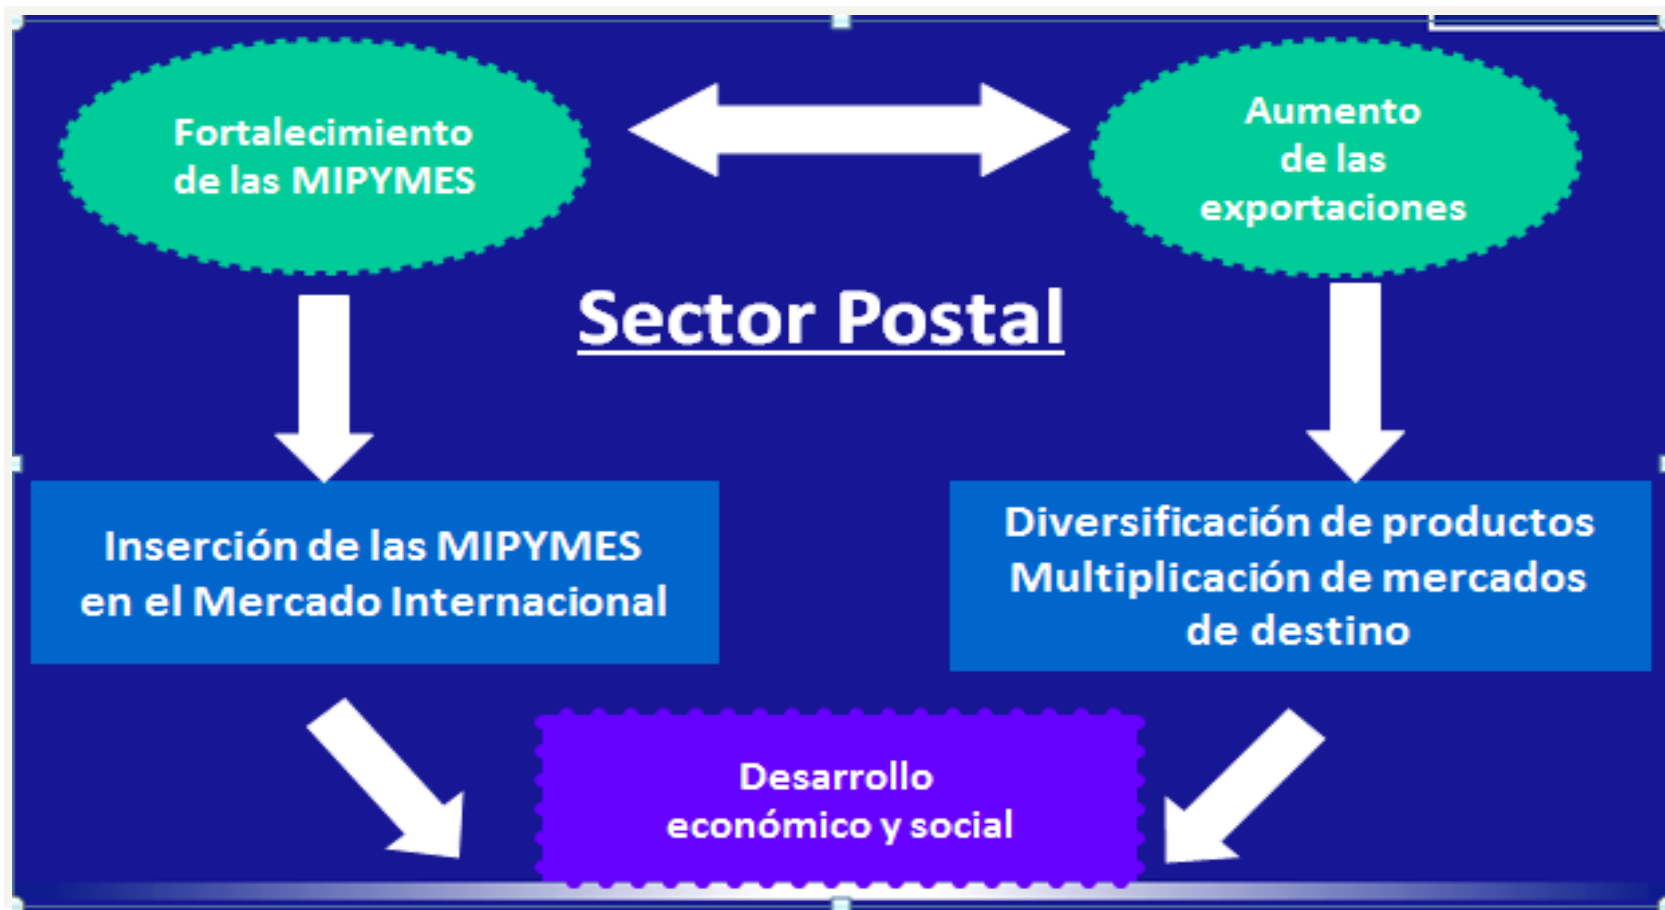 Fortalecimiento
de las MIPYMES
Aumento
de las
exportaciones
Sector Postal
Inserción de las MIPYMES
en el Mercado Internacional
Diversificación de productos
Multiplicación de mercados
de destino
Desarrollo
económico y social